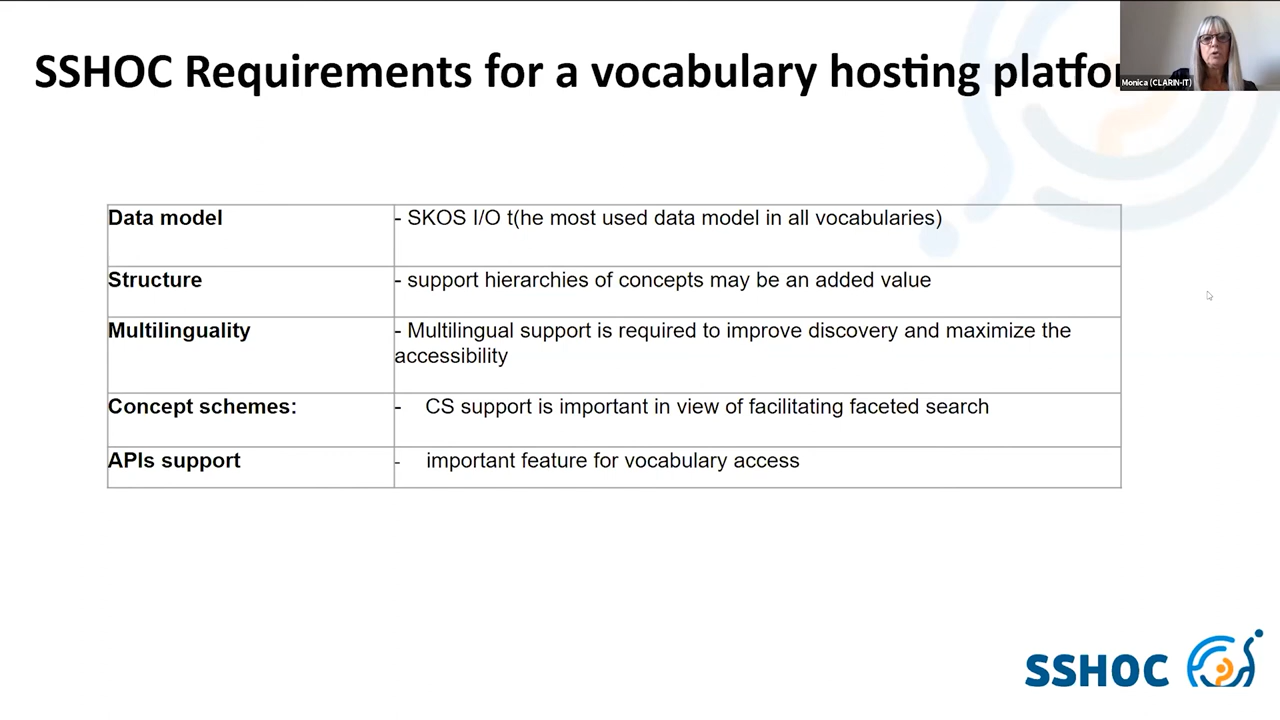 SSHOC Requirements for a vocabulary hosting platfor
Monica (CLARIN-IT)
Data model
- SKOS I/O t(he most used data model in all vocabularies)
Structure
- support hierarchies of concepts may be an added value
Multilinguality
- Multilingual support is required to improve discovery and maximize the
accessibility
Concept schemes:
- CS support is important in view of facilitating faceted search
APIs support
- important feature for vocabulary access
SSHOC